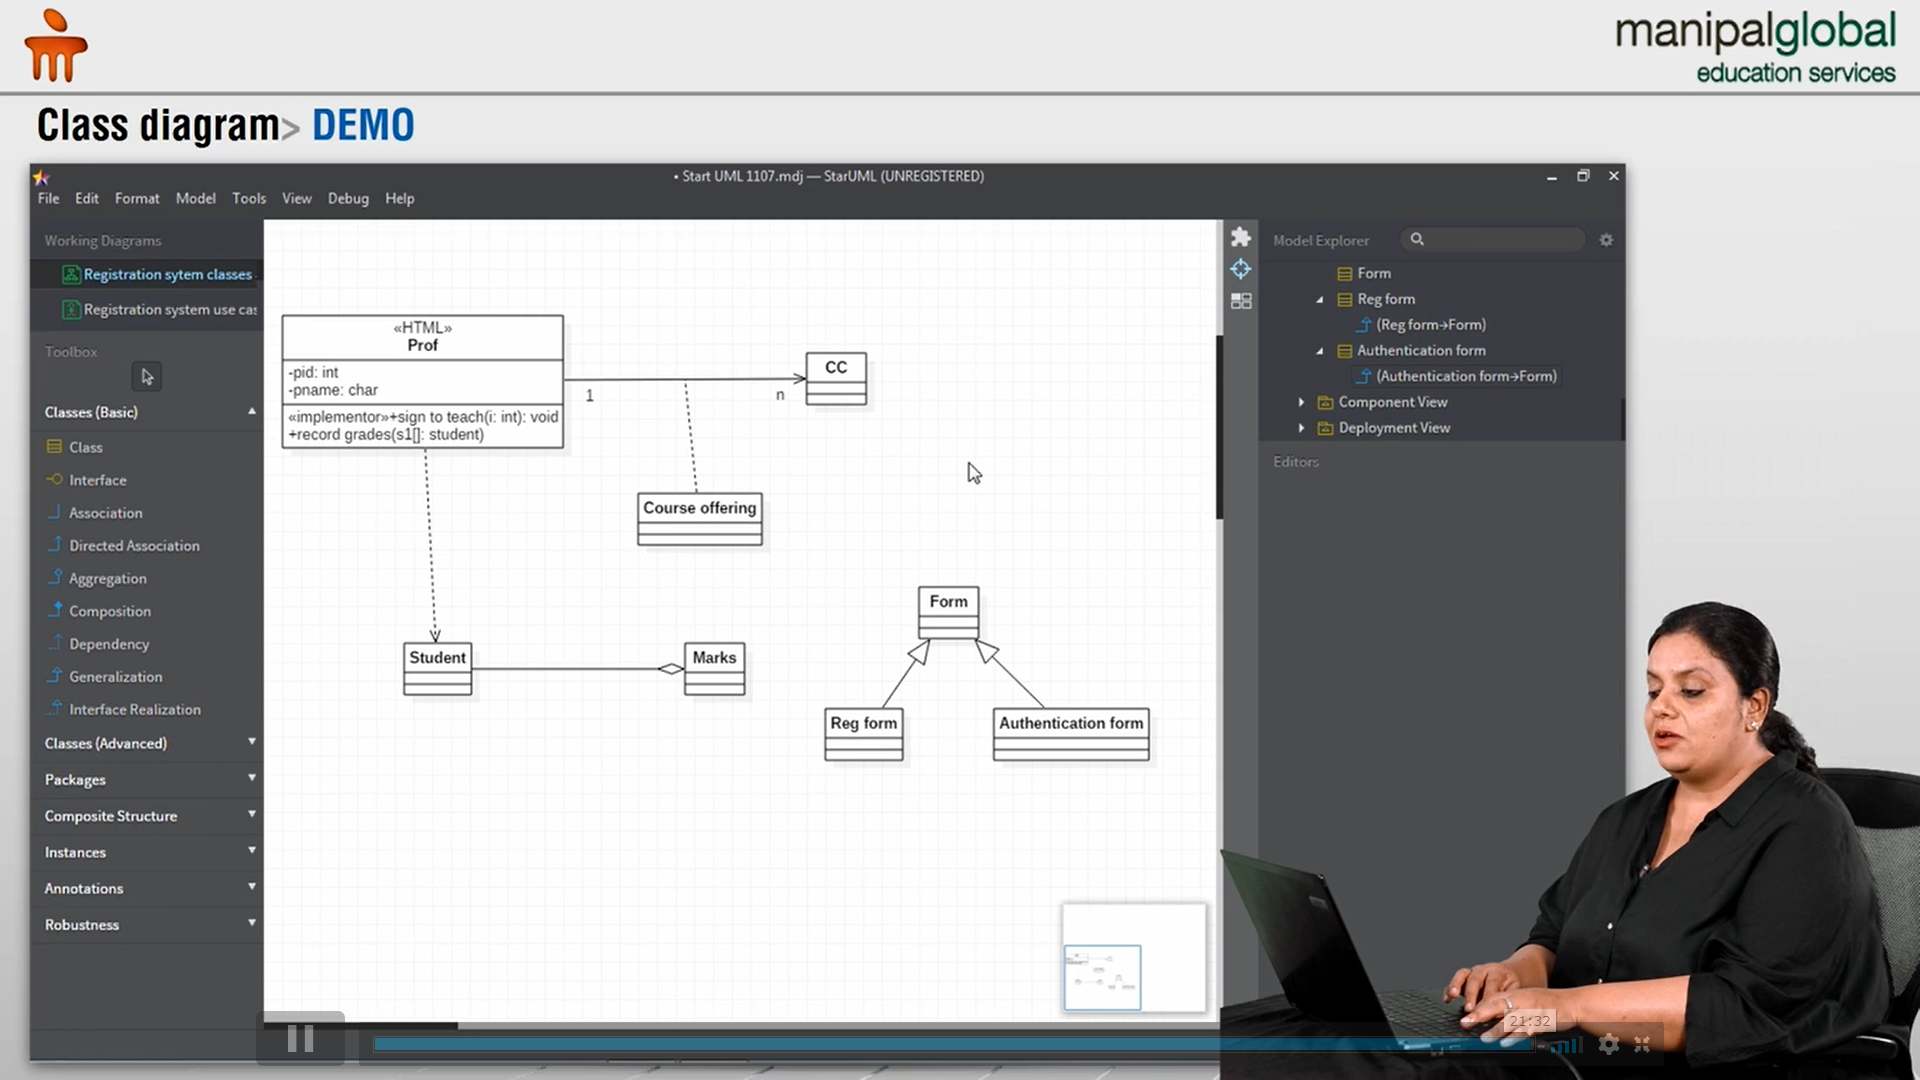 manipalglobal
education services
Class diagram> DEMO
• Start UML 1107.mdj — StarUML (UNREGISTERED)
File Edit Format Model Tools View Debug Help
Working Diagrams
Registration sytem classes
Registration system use cas
Toolbox
Classes (Basic)
Class
Interface
Association
Directed Association
Aggregation
Composition
Dependency
Generalization
Interface Realization
Classes (Advanced)
Packages
Composite Structure
Instances
Annotations
Robustness
«HTML»
Prof
-pid: int
-pname: char
«implementor»+sign to teach(i: int): void
+record grades(s1[]: student)
1
n
CC
Course offering
Student
Marks
Form
Reg form
Authentication form
Model Explorer
Form
Reg form
(Reg form→Form)
Authentication form
(Authentication form→Form)
Component View
Deployment View
Editors
21:32